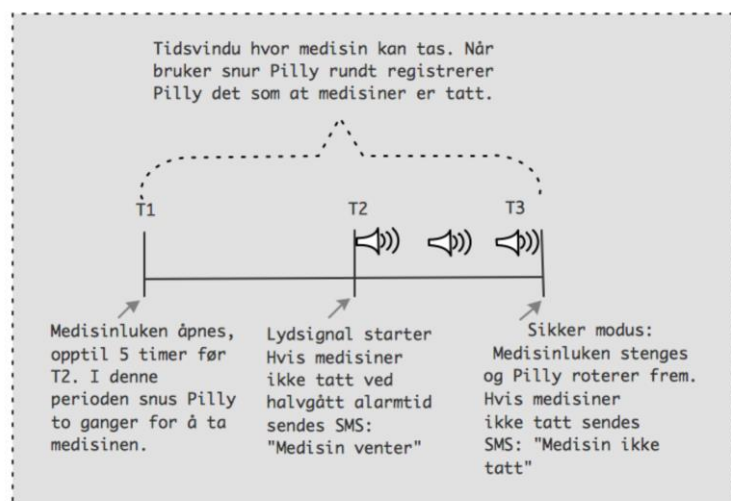 Tidsvindu hvor medisin kan tas. Når
bruker snur Pilly rundt registrerer
Pilly det som at medisiner er tatt.
T1
T2
T3
Medisinluken åpnes,
opptil 5 timer før
T2. I denne
perioden snus Pilly
to ganger for å ta
medisinen.
Lydsignal starter
Hvis medisiner
ikke tatt ved
halvgått alarmtid
sendes SMS:
"Medisin venter"
Sikker modus:
Medisinluken stenges
og Pilly roterer frem.
Hvis medisiner
ikke tatt sendes
SMS: "Medisin ikke
tatt"